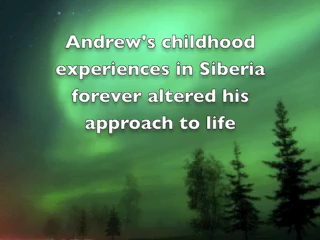 Andrew's childhood
experiences in Siberia
forever altered his
approach to life